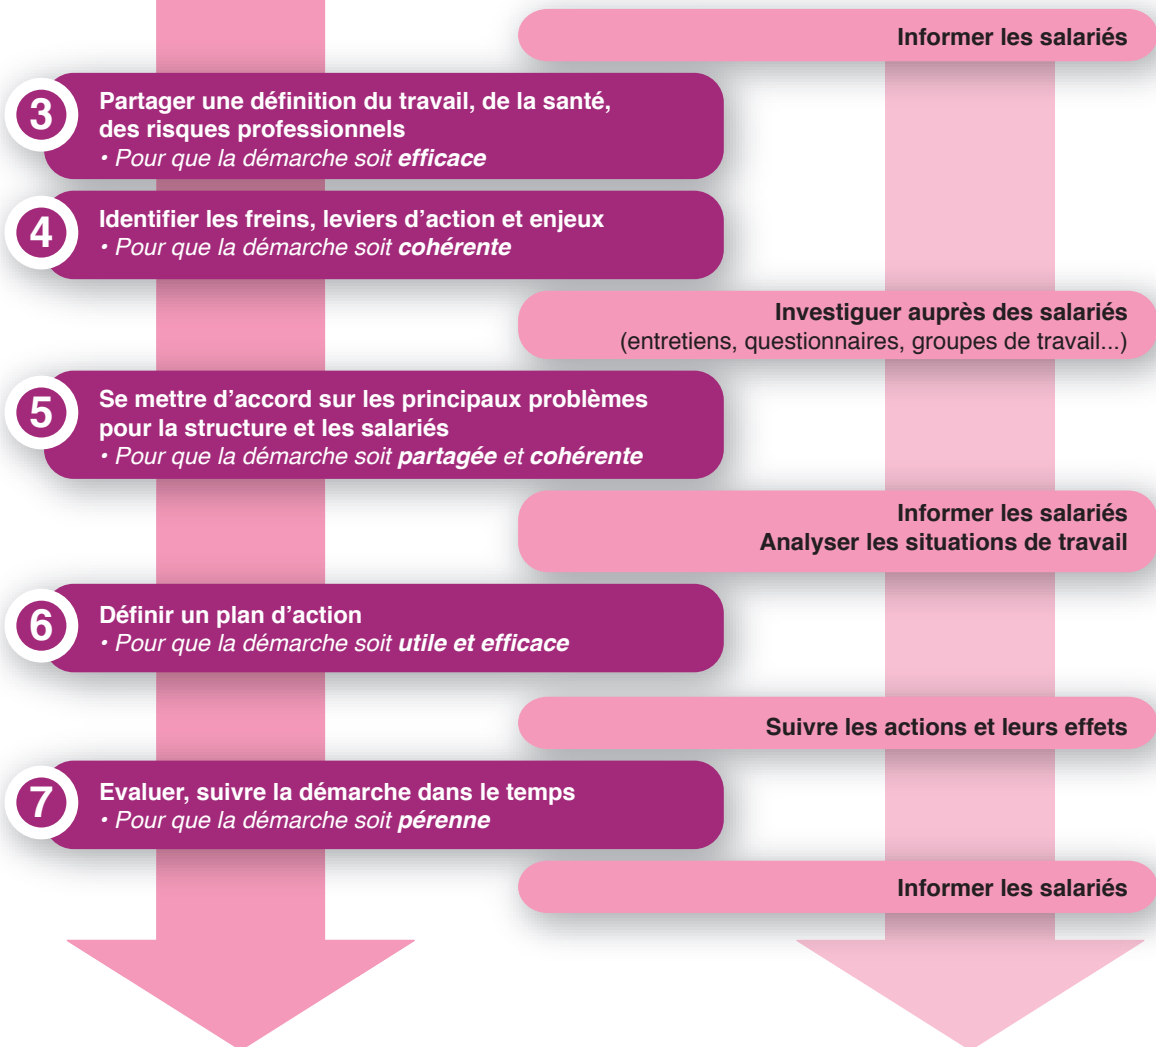 Informer les salariés
3
Partager une définition du travail, de la santé,
des risques professionnels
• Pour que la démarche soit efficace
4
Identifier les freins, leviers d'action et enjeux
• Pour que la démarche soit cohérente
Investiguer auprès des salariés
(entretiens, questionnaires, groupes de travail...)
5
Se mettre d'accord sur les principaux problèmes
pour la structure et les salariés
• Pour que la démarche soit partagée et cohérente
Informer les salariés
Analyser les situations de travail
6
Définir un plan d'action
• Pour que la démarche soit utile et efficace
Suivre les actions et leurs effets
7
Evaluer, suivre la démarche dans le temps
• Pour que la démarche soit pérenne
Informer les salariés